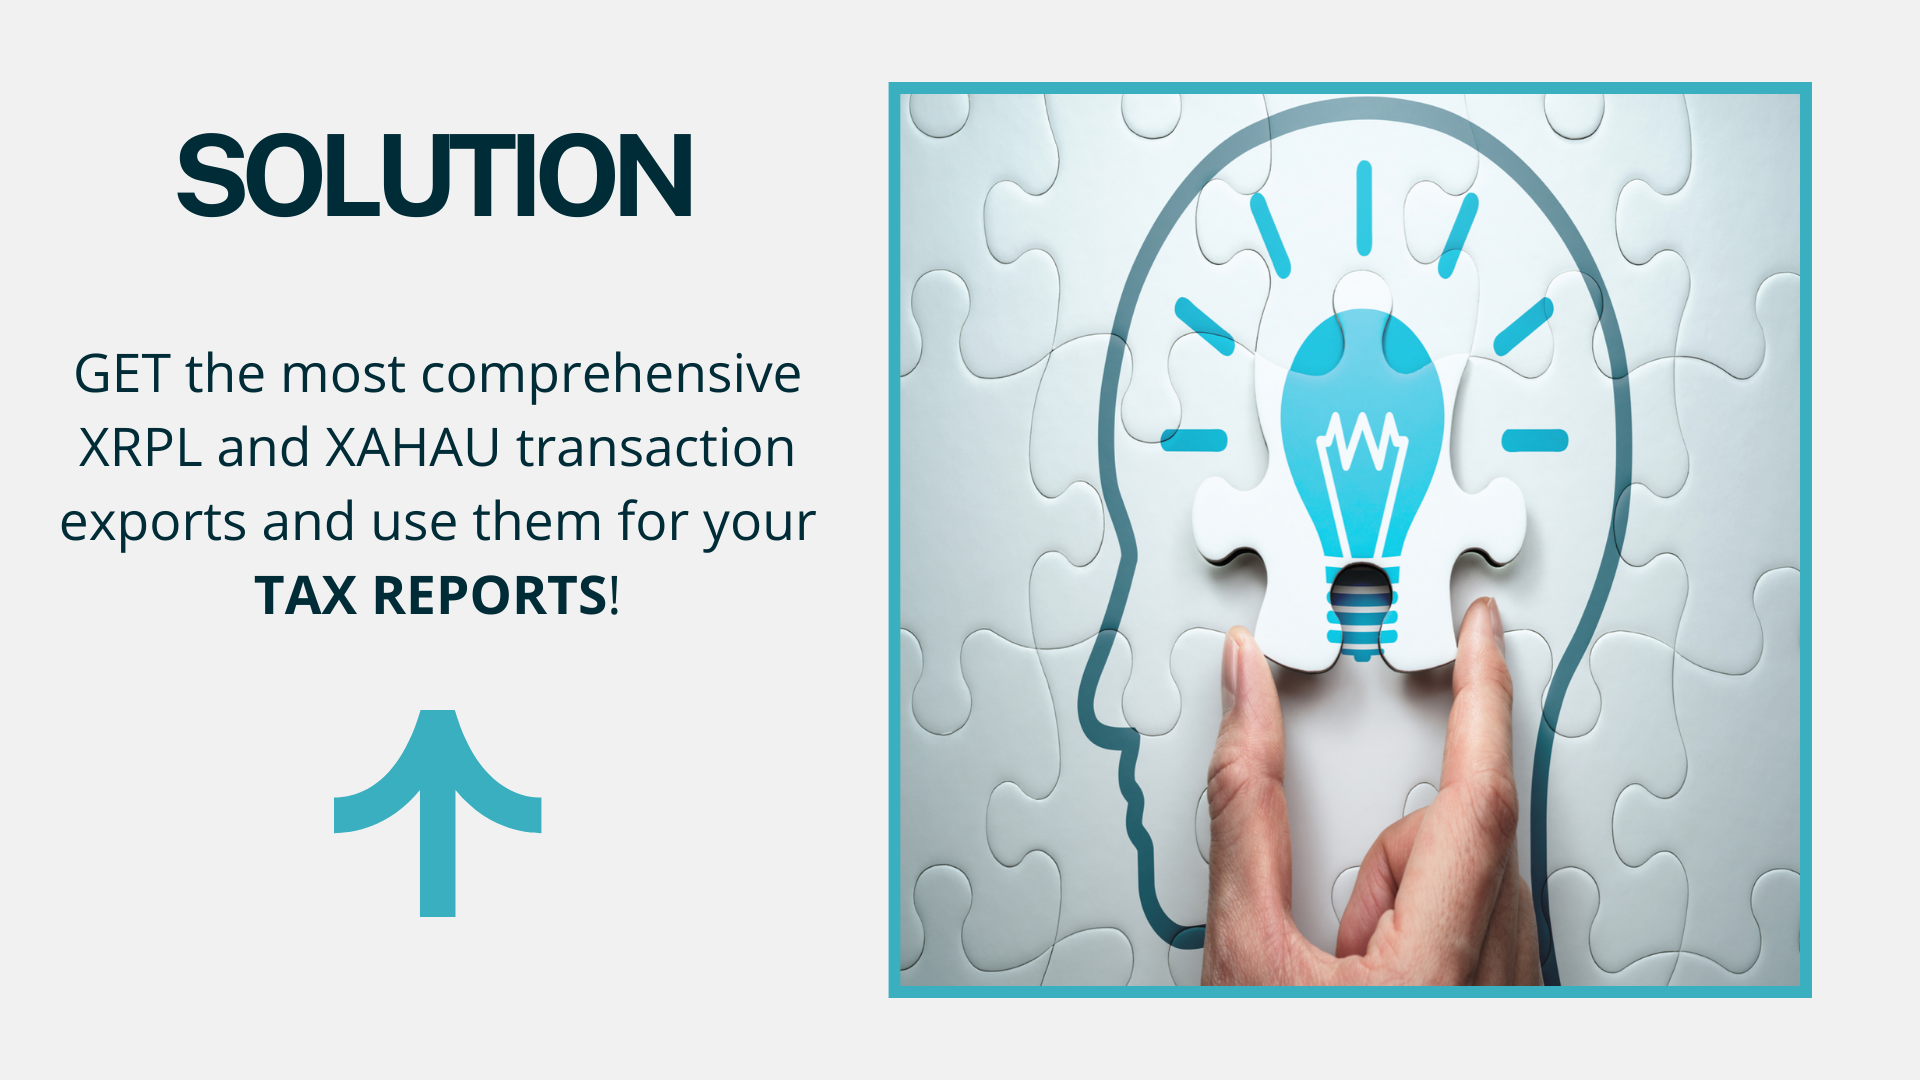 SOLUTION
GET the most comprehensive
XRPL and XAHAU transaction
exports and use them for your
TAX REPORTS!